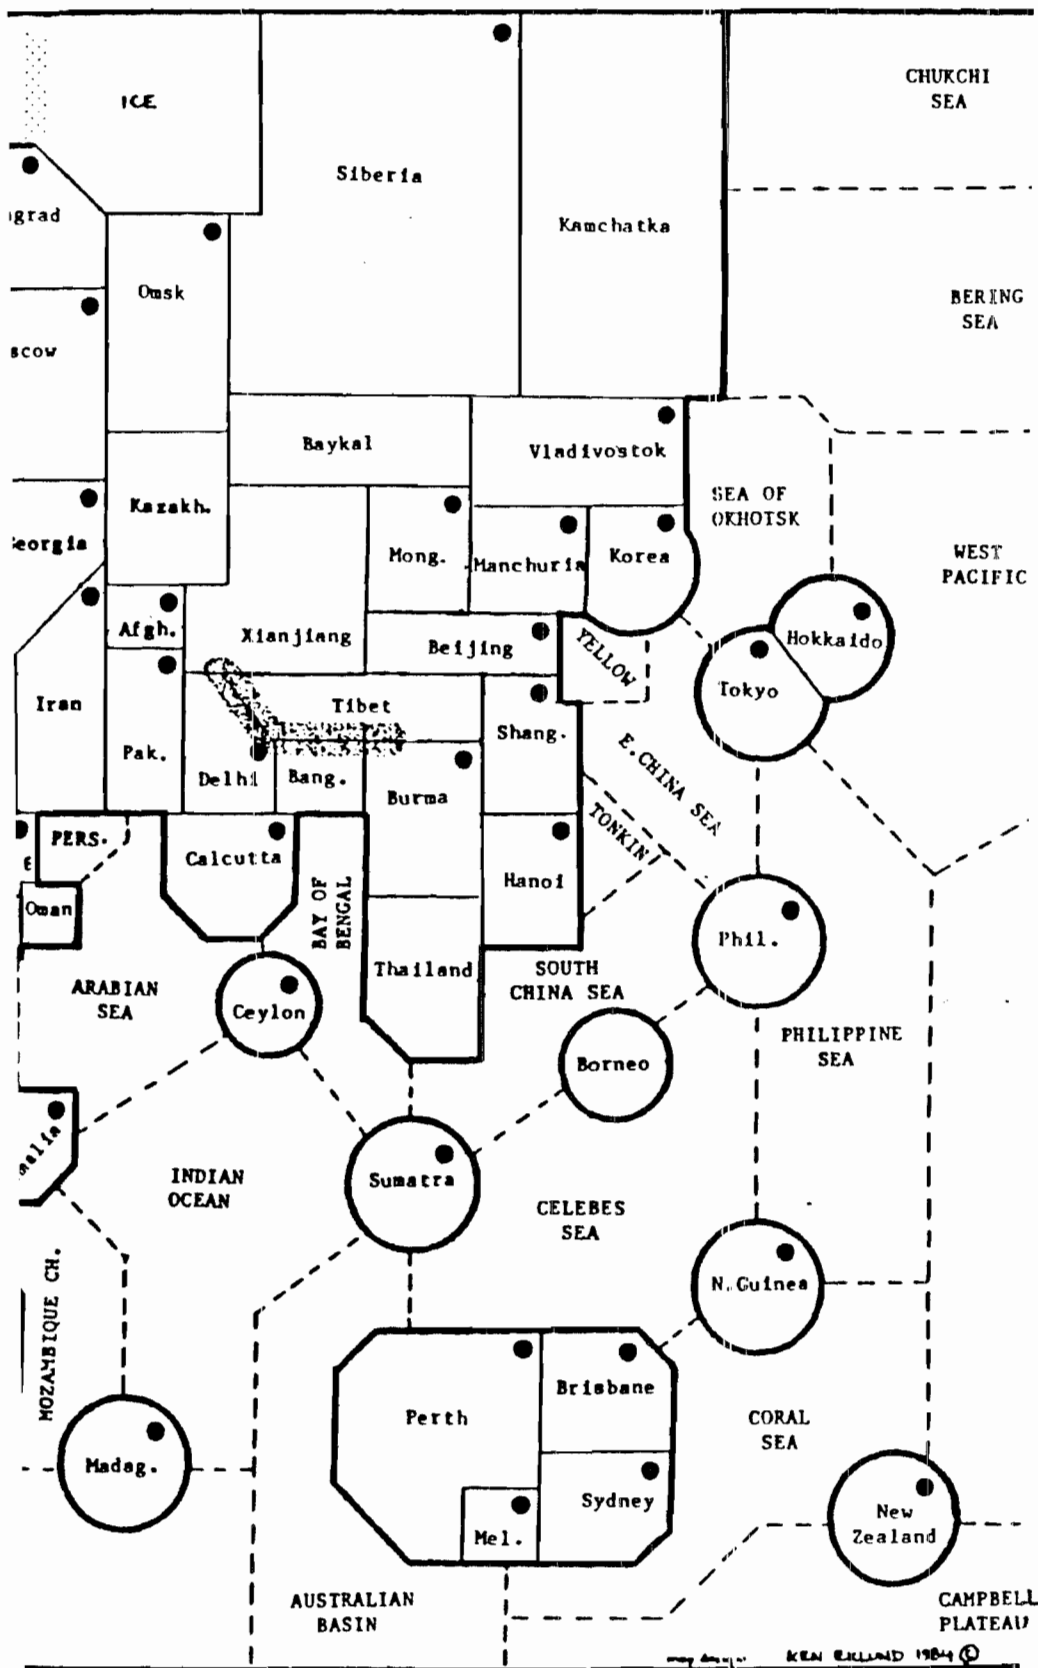 CHUKCHI
SEA
ICE
Siberia
grad
Kamchatka
Omsk
BERING
SEA
scow
Baykal
Vladivostok
Kazakh.
SEA OF
OKHOTSK
eorgia
Mong.
Manchuria
Korea
WEST
PACIFIC
Afgh.
Xianjiang
Beijing
YELLOW
Hokkaido
Iran
Tibet
Tokyo
Shang.
Pak.
Delhi
Bang.
Burma
E. CHINA SEA
TONKIN
PERS.
E
Calcutta
Hanoi
Oman
BAY OF
BENGAL
Phil.
Thailand
SOUTH
CHINA SEA
ARABIAN
SEA
Ceylon
PHILIPPINE
SEA
Borneo
malia
INDIAN
OCEAN
Sumatra
CELEBES
SEA
N. Guinea
MOZAMBIQUE CH.
Perth
Brisbane
CORAL
SEA
Madag.
Sydney
New
Zealand
Mel.
AUSTRALIAN
BASIN
CAMPBELL
PLATEAU
KEN 1984 ©